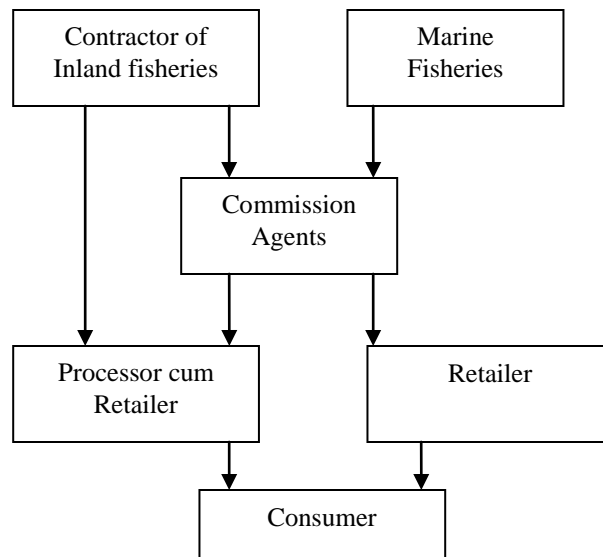 Contractor of
Inland fisheries
Marine
Fisheries
Commission
Agents
Processor cum
Retailer
Retailer
Consumer